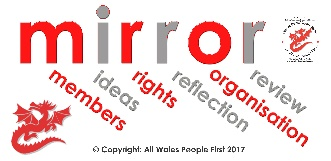 mirror
members
ideas
rights
reflection
organisation
review
© Copyright: All Wales People First 2017